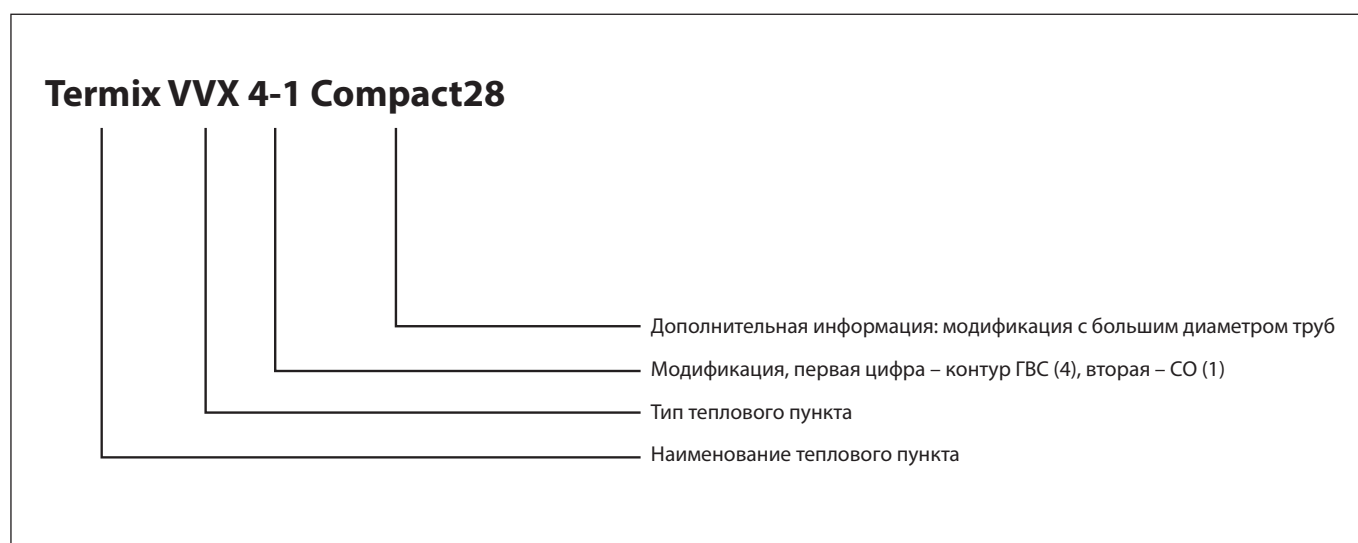 Termix VVX 4-1 Compact28
Дополнительная информация: модификация с большим диаметром труб
Модификация, первая цифра – контур ГВС (4), вторая – СО (1)
Тип теплового пункта
Наименование теплового пункта